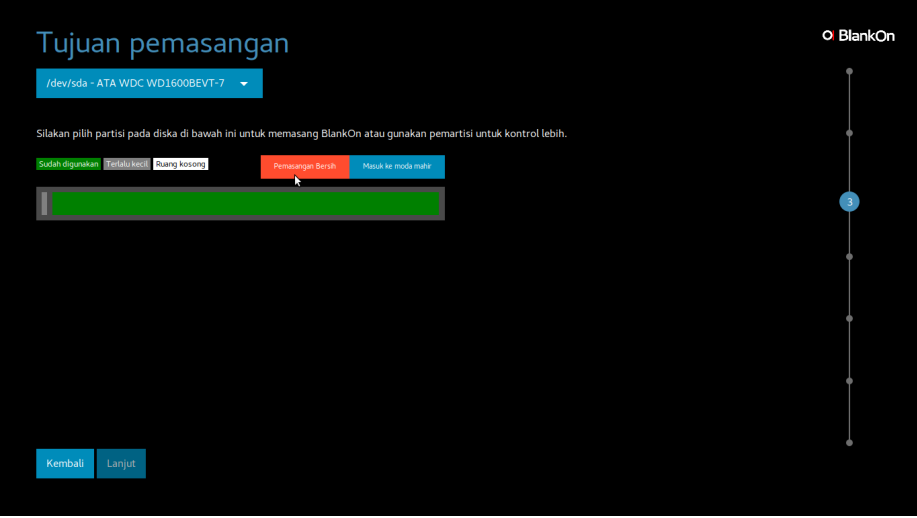 Tujuan pemasangan
BlankOn
/dev/sda - ATA WDC WD1600BEVT-7
Silakan pilih partisi pada diska di bawah ini untuk memasang BlankOn atau gunakan pemartisi untuk kontrol lebih.
Sudah digunakan Terlalu kecil Ruang kosong Pemasangan Bersih Masuk ke moda mahir
3
Kembali Lanjut